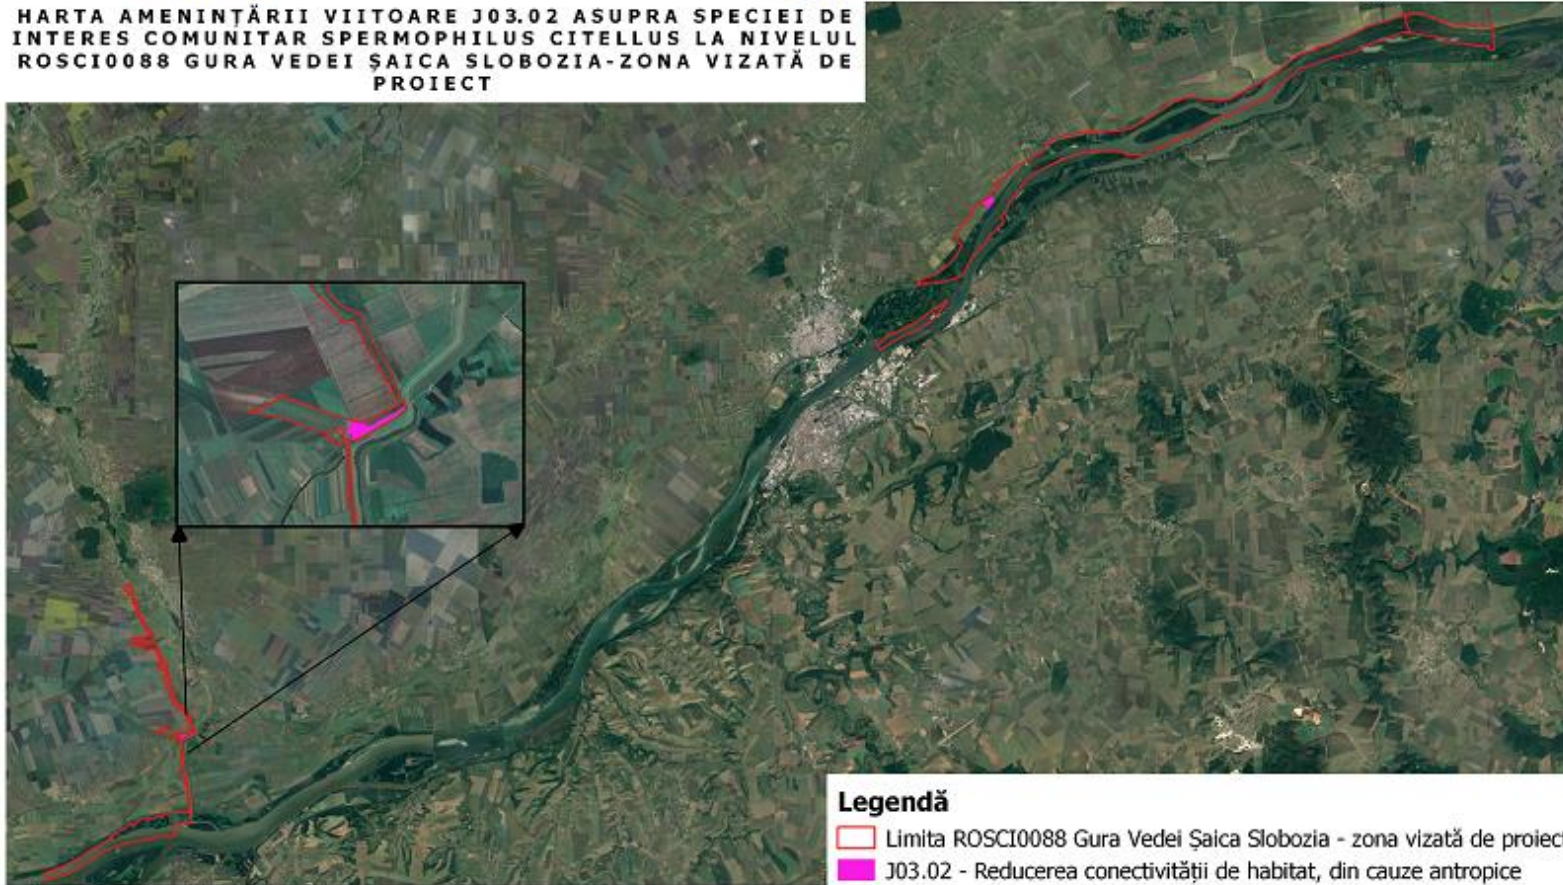 HARTA AMENINȚĂRII VIITOARE J03.02 ASUPRA SPECIEI DE
INTERES COMUNITAR SPERMOPHILUS CITELLUS LA NIVELUL
ROSCI0088 GURA VEDEI ȘAICA SLOBOZIA-ZONA VIZATĂ DE
PROIECT
Legendă
Limita ROSCI0088 Gura Vedei Șaica Slobozia - zona vizată de proiect
J03.02 - Reducerea conectivității de habitat, din cauze antropice